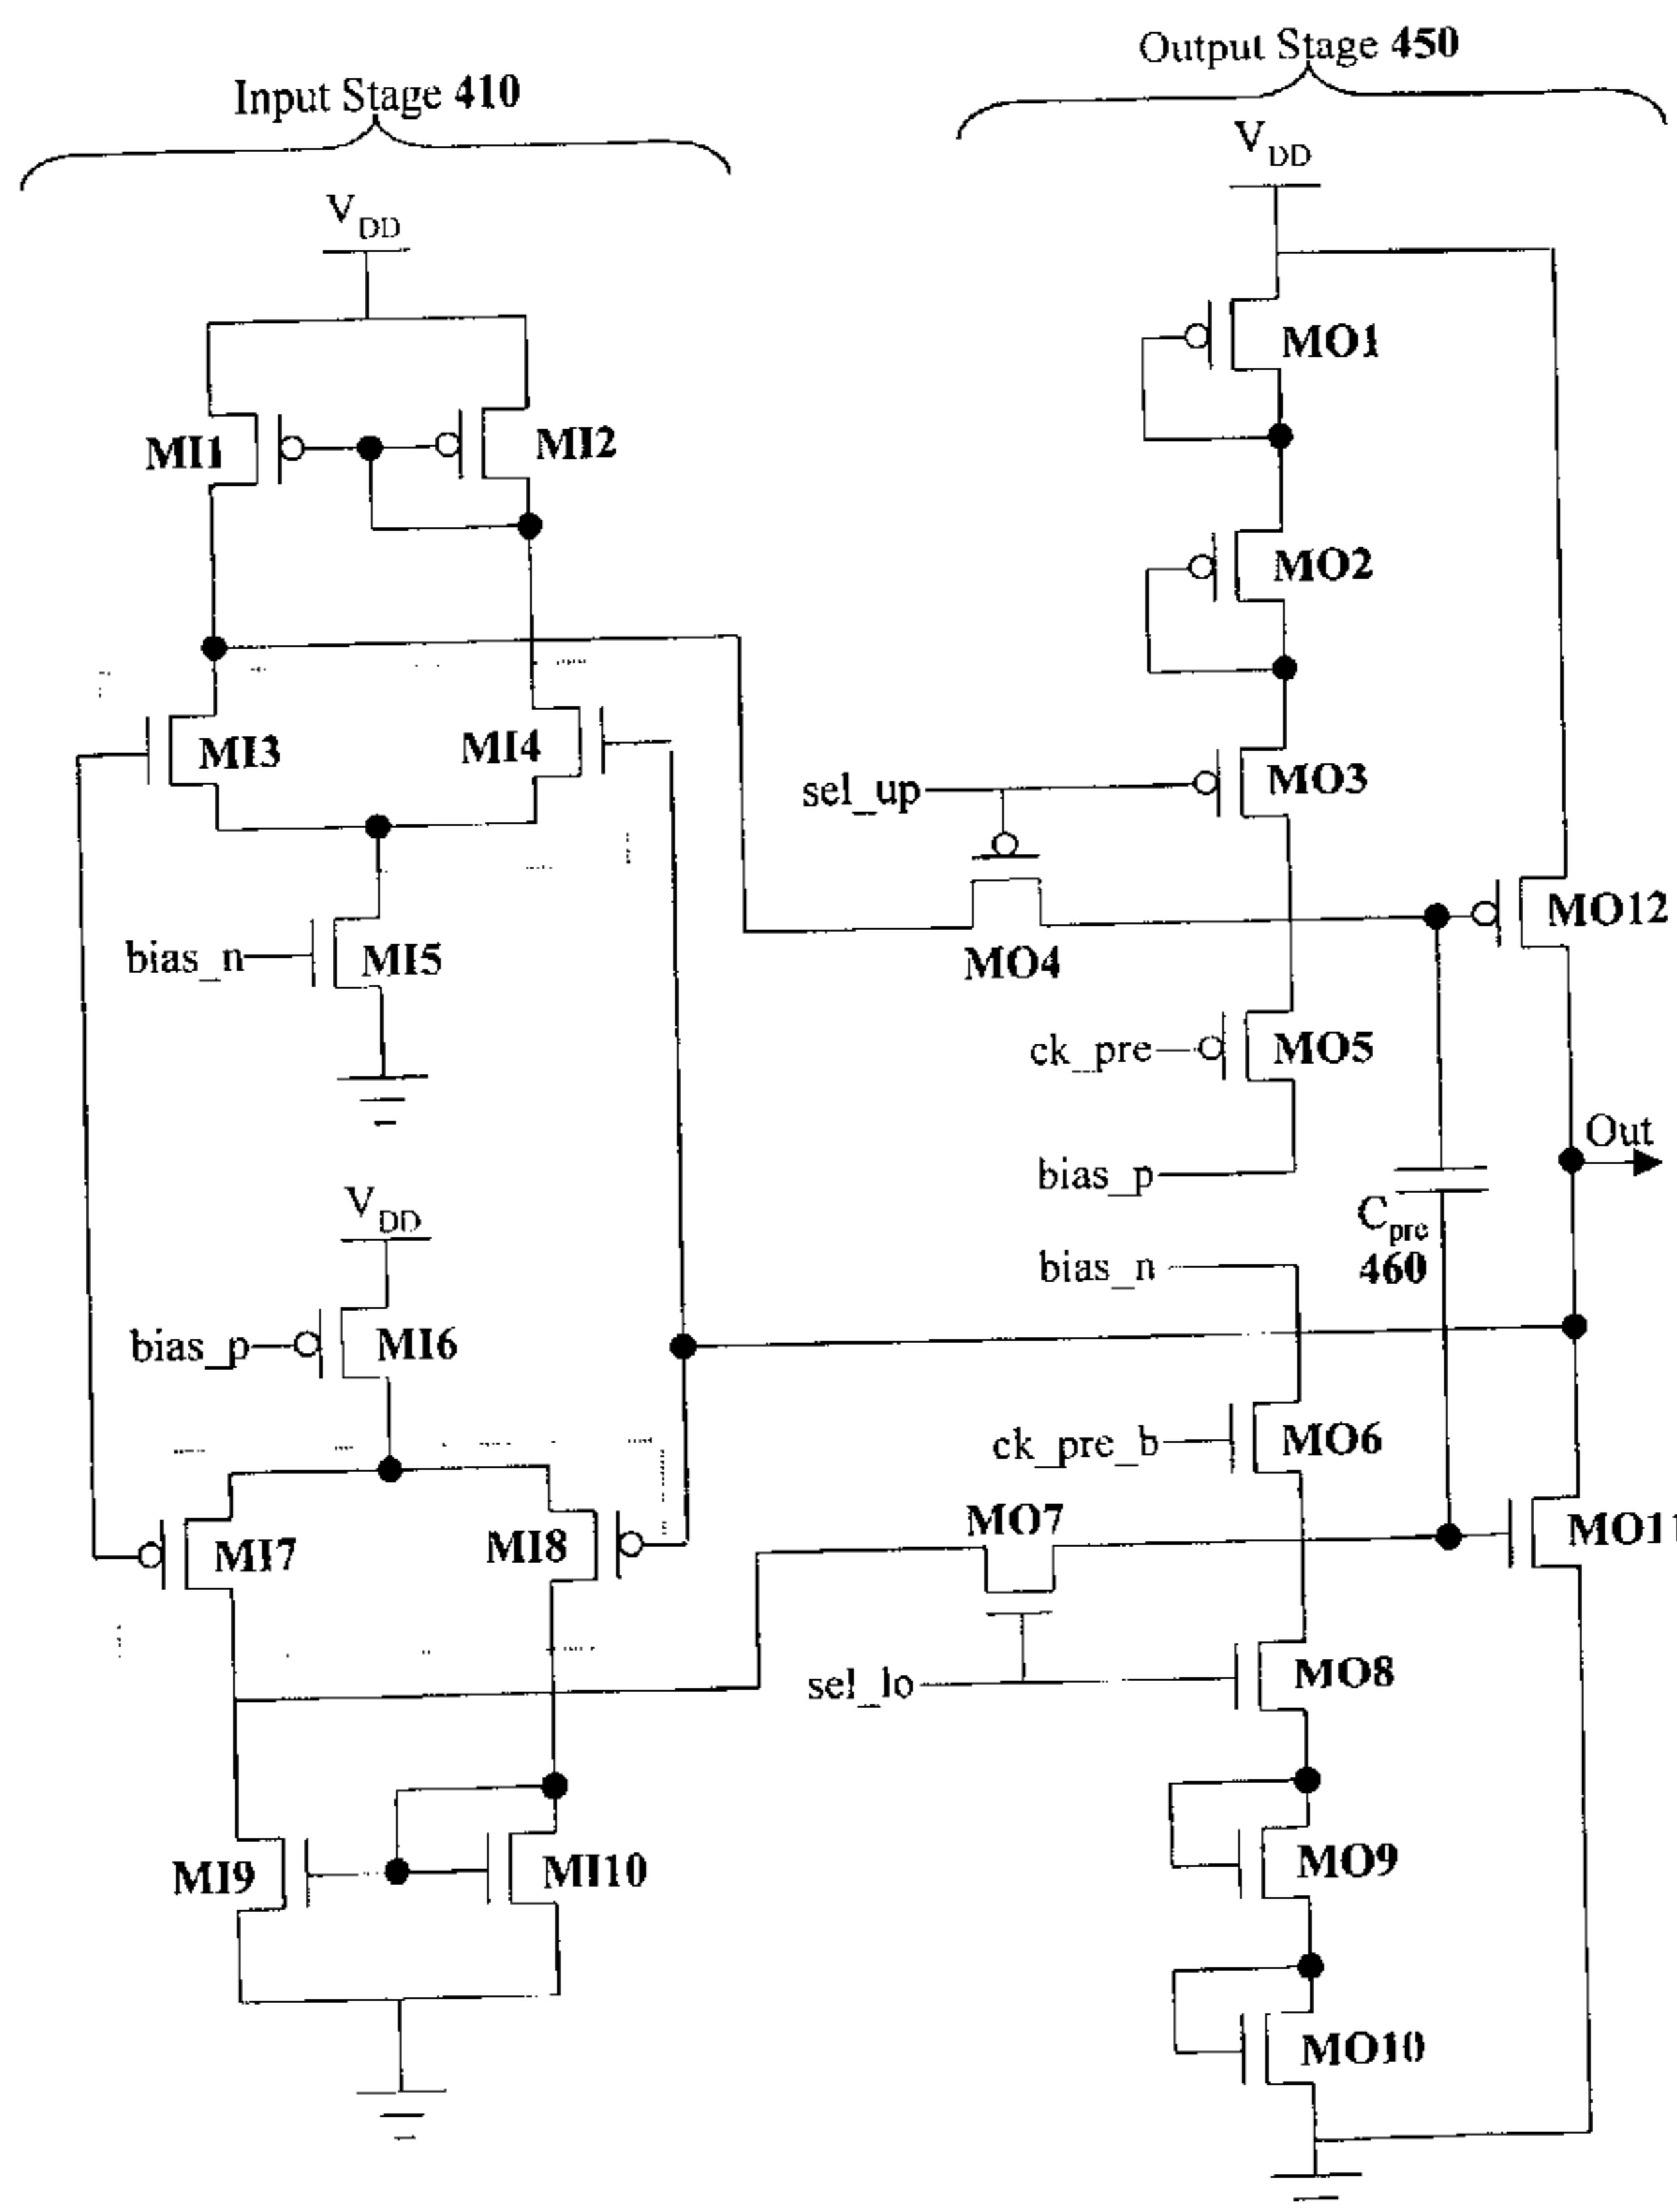 Output Stage 450
Input Stage 410
VDD
VDD
MO1
MI1
MI2
MO2
MI3
MI4
sel_up
MO3
MO12
bias_n
MI5
MO4
ck_pre
MO5
Out
bias_p
VDD
Cpre
460
bias_n
bias_p
MI6
ck_pre_b
MO6
MO7
MI7
MI8
MO11
sel_lo
MO8
MI9
MI10
MO9
MO10